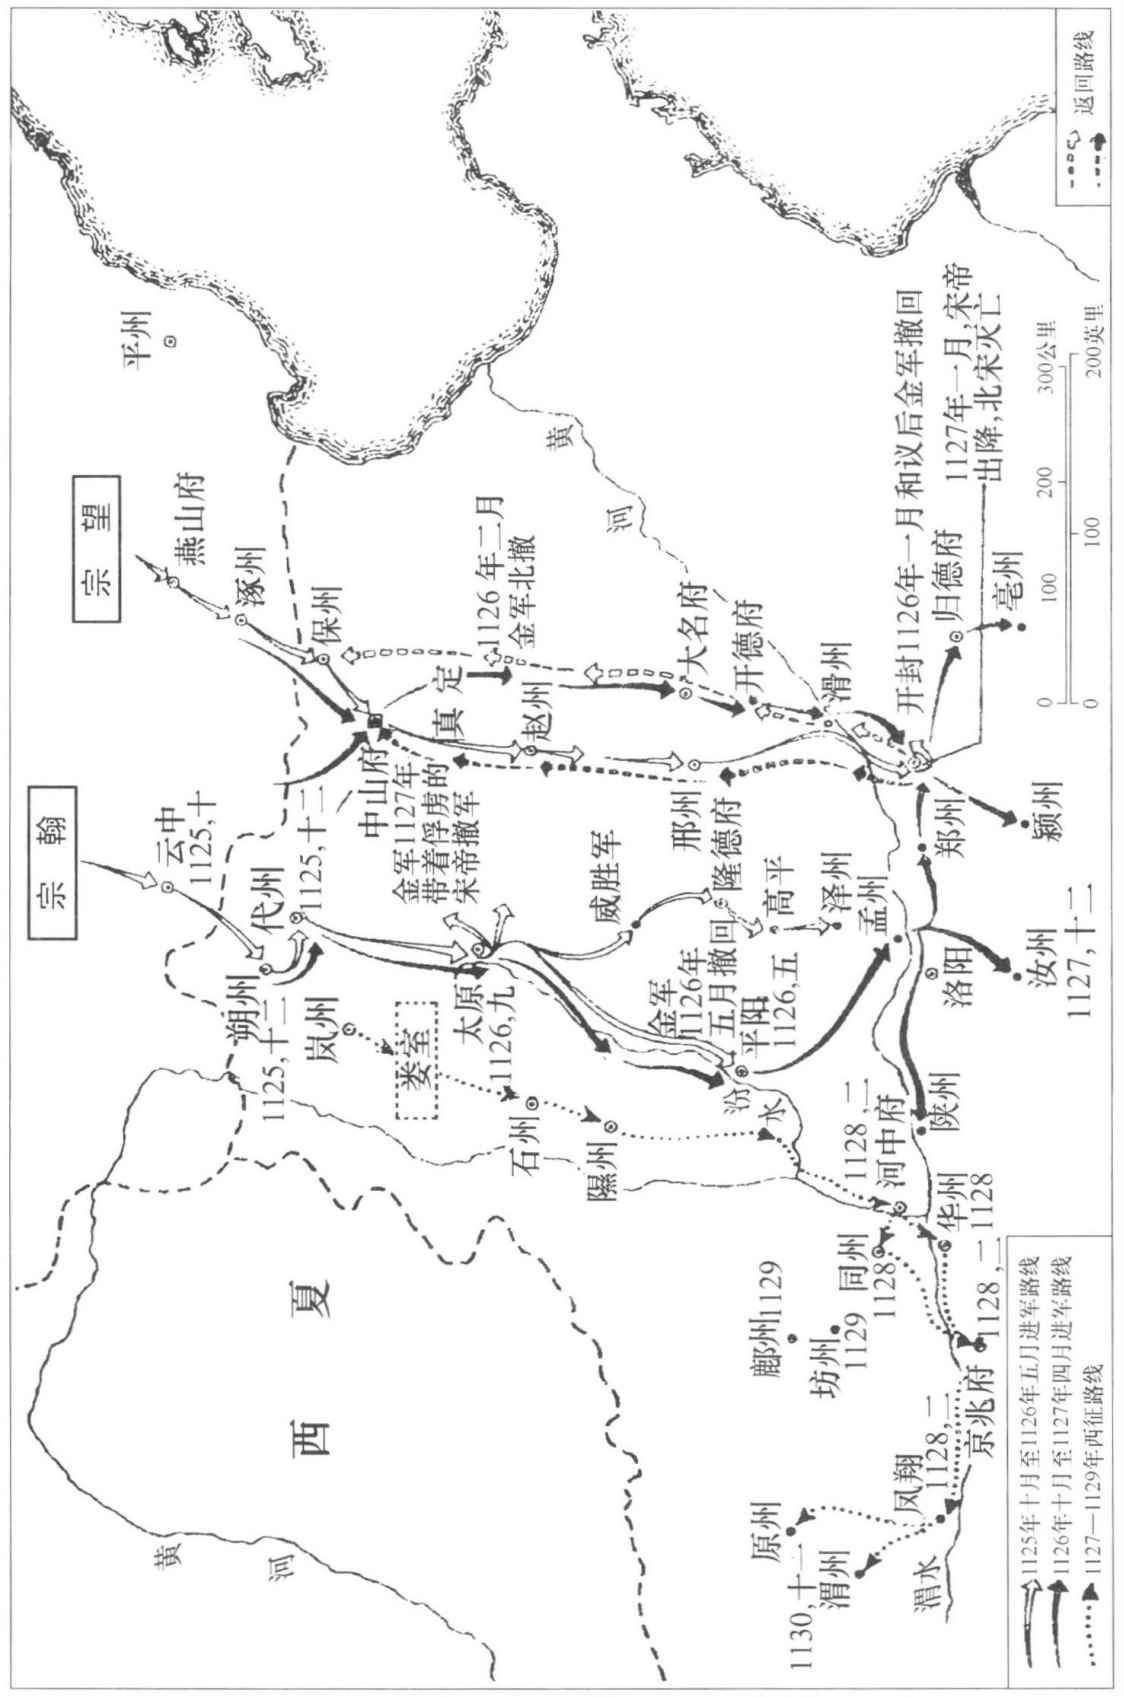 宗望
宗翰
燕山府
平州
涿州
云中
1125,十
保州
代州
1125,十二
朔州
1125,十二
岚州
中山府
真定
1126年二月
金军北撤
金军1127年
带着俘虏的
宋帝撤军
赵州
黄河
娄室
太原
1126,九
石州
隰州
威胜军
邢州
大名府
开德府
隆德府
高平
泽州
滑州
金军
1126年
五月撤回
平阳
1126,五
汾水
孟州
郑州
开封1126年一月和议后金军撤回
归德府
1127年一月,宋帝
出降,北宋灭亡
亳州
颍州
洛阳
汝州
1127,十二
陕州
1128,二
河中府
华州
1128
同州
1128
鄜州1129
坊州
1129
1128,二
京兆府
凤翔
1128,二
原州
1130,十二
渭州
渭水
西夏
黄河
0 100 200 300公里
0 100 200英里
返回路线
1125年十月至1126年五月进军路线
1126年十月至1127年四月进军路线
1127—1129年西征路线